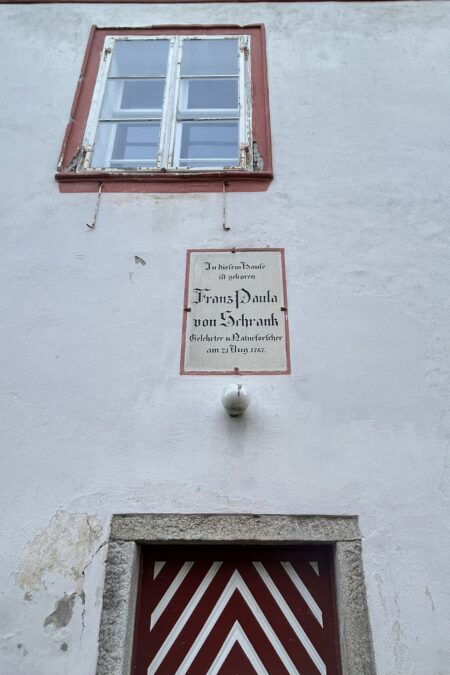 In diesem Hause
ist geboren
Franz Paula
von Schrank
Gelehrter u. Naturforscher
am 21 Aug 1747.